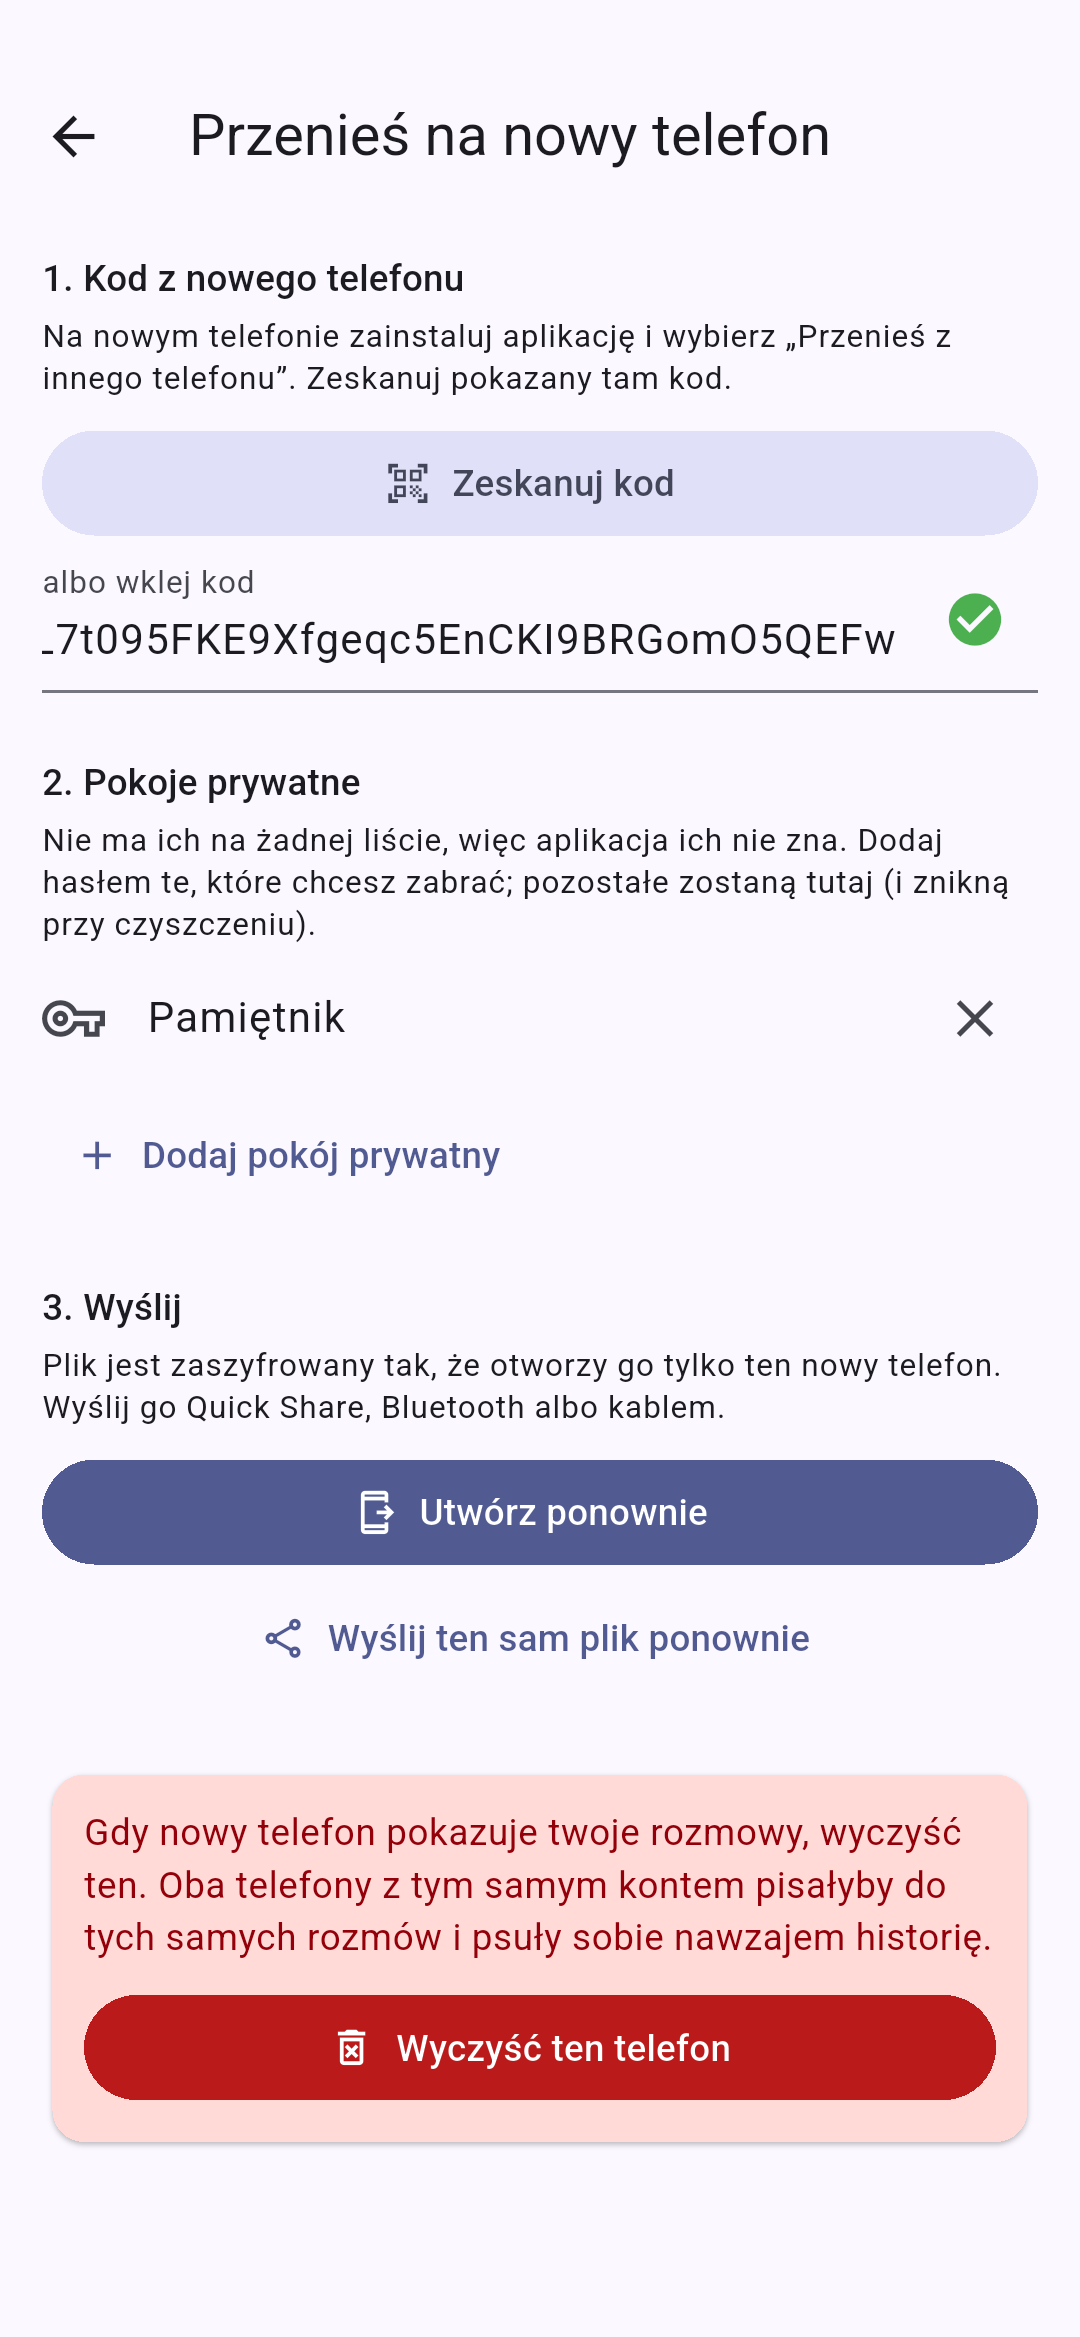 Przenieś na nowy telefon
1. Kod z nowego telefonu
Na nowym telefonie zainstaluj aplikację i wybierz „Przenieś z
innego telefonu”. Zeskanuj pokazany tam kod.
Zeskanuj kod
albo wklej kod
_7t095FKE9Xfgeqc5EnCKI9BRGomO5QEFw
2. Pokoje prywatne
Nie ma ich na żadnej liście, więc aplikacja ich nie zna. Dodaj
hasłem te, które chcesz zabrać; pozostałe zostaną tutaj (i znikną
przy czyszczeniu).
Pamiętnik
Dodaj pokój prywatny
3. Wyślij
Plik jest zaszyfrowany tak, że otworzy go tylko ten nowy telefon.
Wyślij go Quick Share, Bluetooth albo kablem.
Utwórz ponownie
Wyślij ten sam plik ponownie
Gdy nowy telefon pokazuje twoje rozmowy, wyczyść
ten. Oba telefony z tym samym kontem pisałyby do
tych samych rozmów i psuły sobie nawzajem historię.
Wyczyść ten telefon